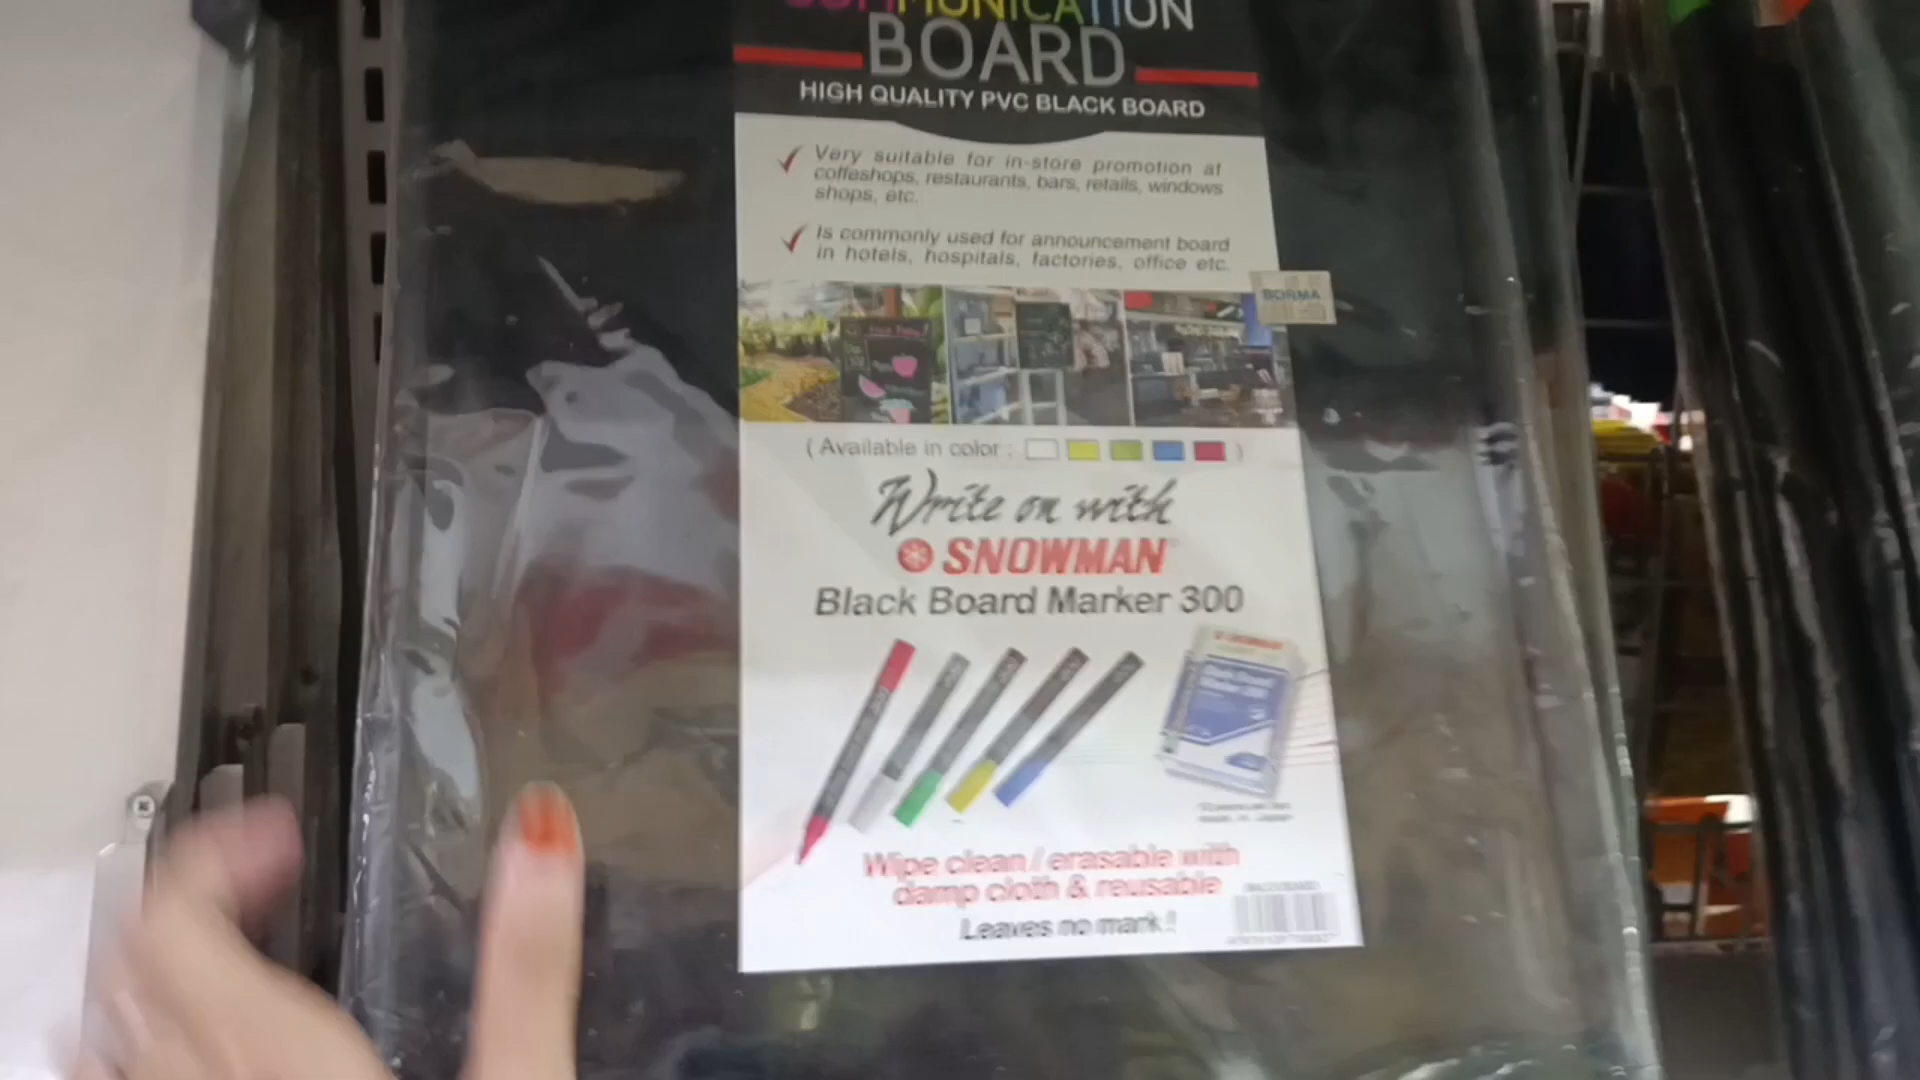 COMMUNICATION
BOARD
HIGH QUALITY PVC BLACK BOARD
Very suitable for in-store promotion at
coffeshops, restaurants, bars, retails, windows
shops, etc.
Is commonly used for announcement board
in hotels, hospitals, factories, office etc.
BORMA
( Available in color : )
Write on with
SNOWMAN
Black Board Marker 300
SNOWMAN
Wipe clean / erasable with
damp cloth & reusable
Leaves no mark !